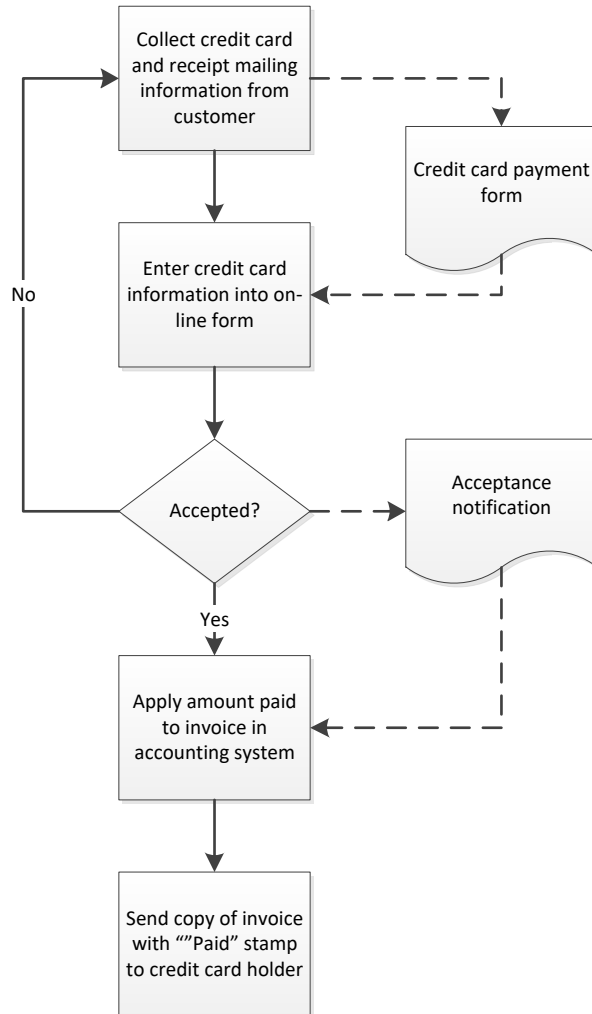 Collect credit card
and receipt mailing
information from
customer
Credit card payment
form
Enter credit card
information into on-
line form
No
Accepted?
Acceptance
notification
Yes
Apply amount paid
to invoice in
accounting system
Send copy of invoice
with “”Paid” stamp
to credit card holder